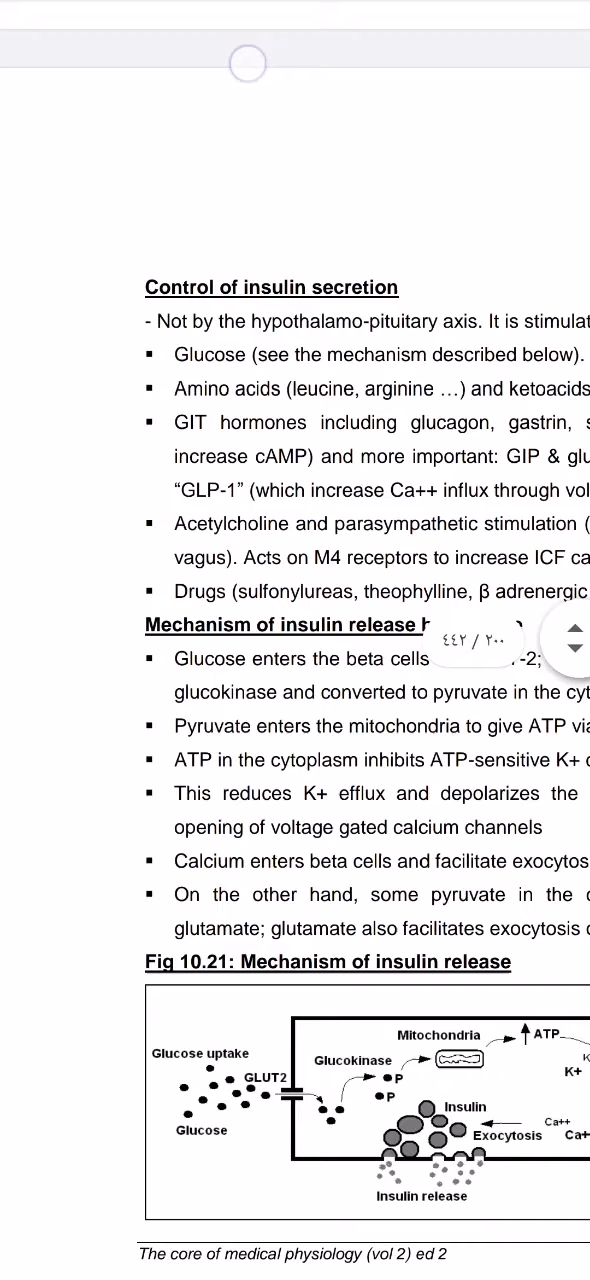 Control of insulin secretion
- Not by the hypothalamo-pituitary axis. It is stimulat
▪ Glucose (see the mechanism described below).
▪ Amino acids (leucine, arginine …) and ketoacids
▪ GIT hormones including glucagon, gastrin, s
increase cAMP) and more important: GIP & glu
“GLP-1” (which increase Ca++ influx through vol
▪ Acetylcholine and parasympathetic stimulation (
vagus). Acts on M4 receptors to increase ICF ca
▪ Drugs (sulfonylureas, theophylline, β adrenergic
Mechanism of insulin release
٤٤٢ / ٢٠٠
▪ Glucose enters the beta cells -2;
glucokinase and converted to pyruvate in the cyt
▪ Pyruvate enters the mitochondria to give ATP via
▪ ATP in the cytoplasm inhibits ATP-sensitive K+ c
▪ This reduces K+ efflux and depolarizes the
opening of voltage gated calcium channels
▪ Calcium enters beta cells and facilitate exocytos
▪ On the other hand, some pyruvate in the c
glutamate; glutamate also facilitates exocytosis o
Fig 10.21: Mechanism of insulin release
Mitochondria
ATP
Glucose uptake
Glucokinase
K
K+
GLUT2
P
P
Insulin
Glucose
Ca++
Exocytosis
Ca+
Insulin release
The core of medical physiology (vol 2) ed 2